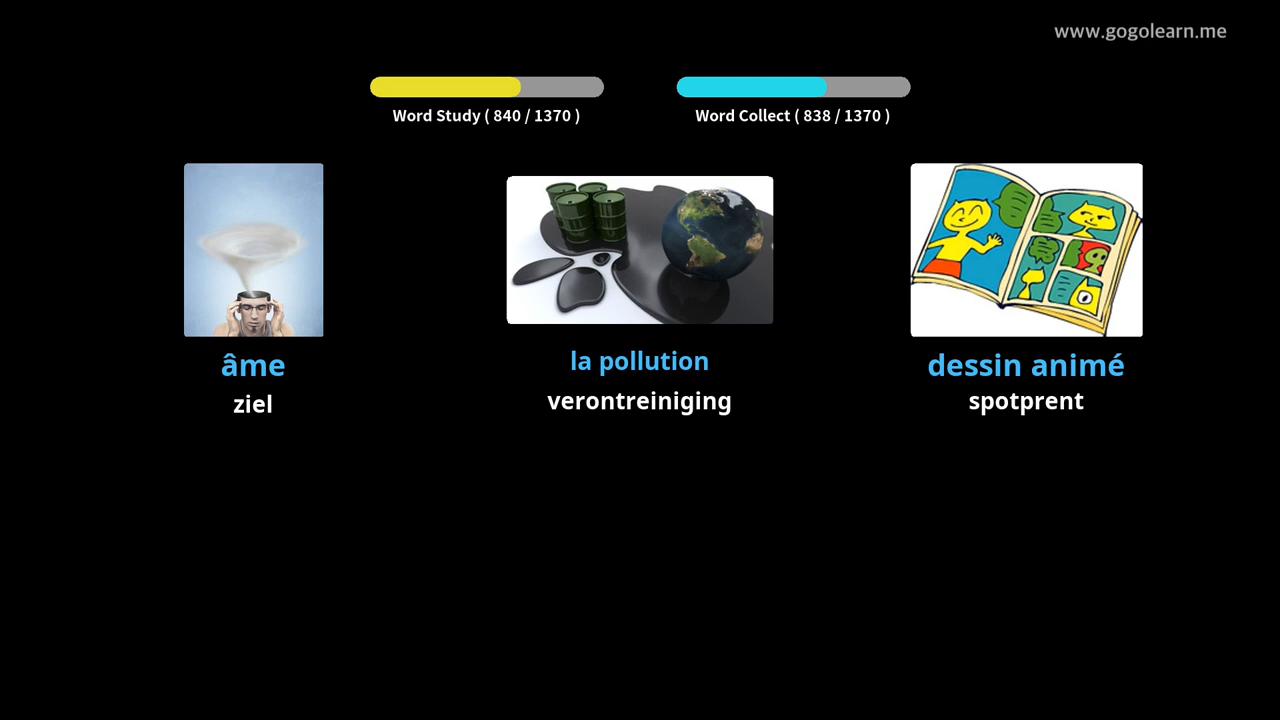 www.gogolearn.me
Word Study ( 840 / 1370 )
Word Collect ( 838 / 1370 )
âme
ziel
la pollution
verontreiniging
dessin animé
spotprent